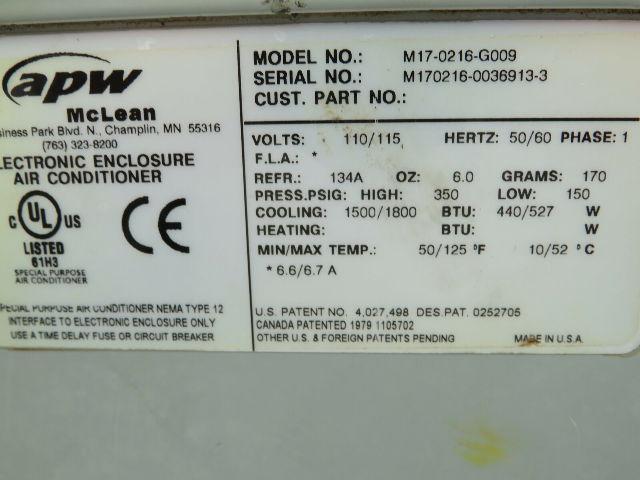 apw
McLean
siness Park Blvd. N., Champlin, MN 55316
(763) 323-8200
LECTRONIC ENCLOSURE
AIR CONDITIONER
C UL US
LISTED
61H3
SPECIAL PURPOSE
AIR CONDITIONER
CE
PECIAL PURPOSE AIR CONDITIONER NEMA TYPE 12
INTERFACE TO ELECTRONIC ENCLOSURE ONLY
USE A TIME DELAY FUSE OR CIRCUIT BREAKER
MODEL NO.: M17-0216-G009
SERIAL NO.: M170216-0036913-3
CUST. PART NO.:
VOLTS: 110/115 HERTZ: 50/60 PHASE: 1
F.L.A.: *
REFR.: 134A OZ: 6.0 GRAMS: 170
PRESS.PSIG: HIGH: 350 LOW: 150
COOLING: 1500/1800 BTU: 440/527 W
HEATING: BTU: W
MIN/MAX TEMP.: 50/125 °F 10/52 °C
* 6.6/6.7 A
U.S. PATENT NO. 4,027,498 DES.PAT. 0252705
CANADA PATENTED 1979 1105702
OTHER U.S. & FOREIGN PATENTS PENDING MADE IN U.S.A.